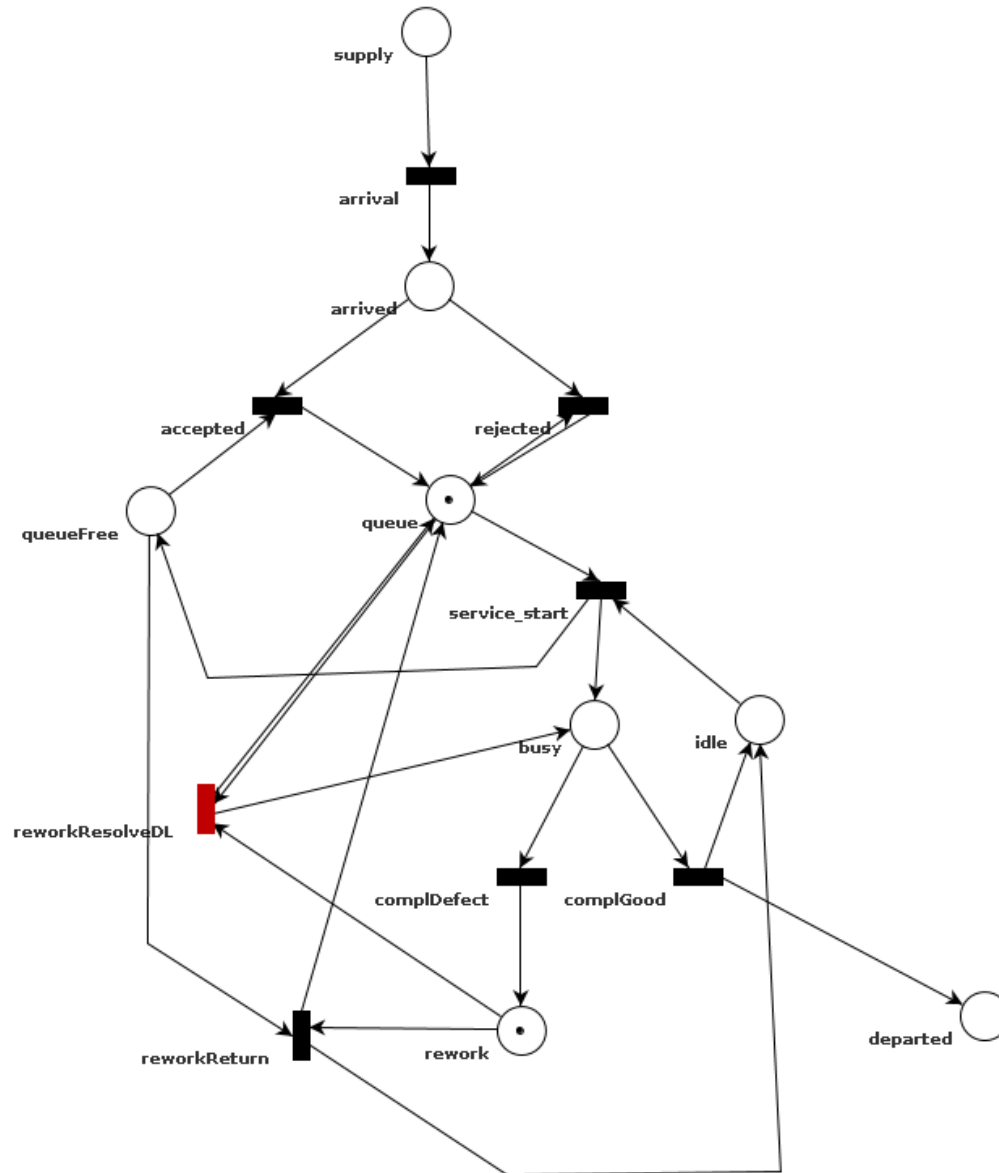 supply
arrival
arrived
accepted
rejected
queueFree
queue
service_start
busy
idle
reworkResolveDL
complDefect
complGood
reworkReturn
rework
departed